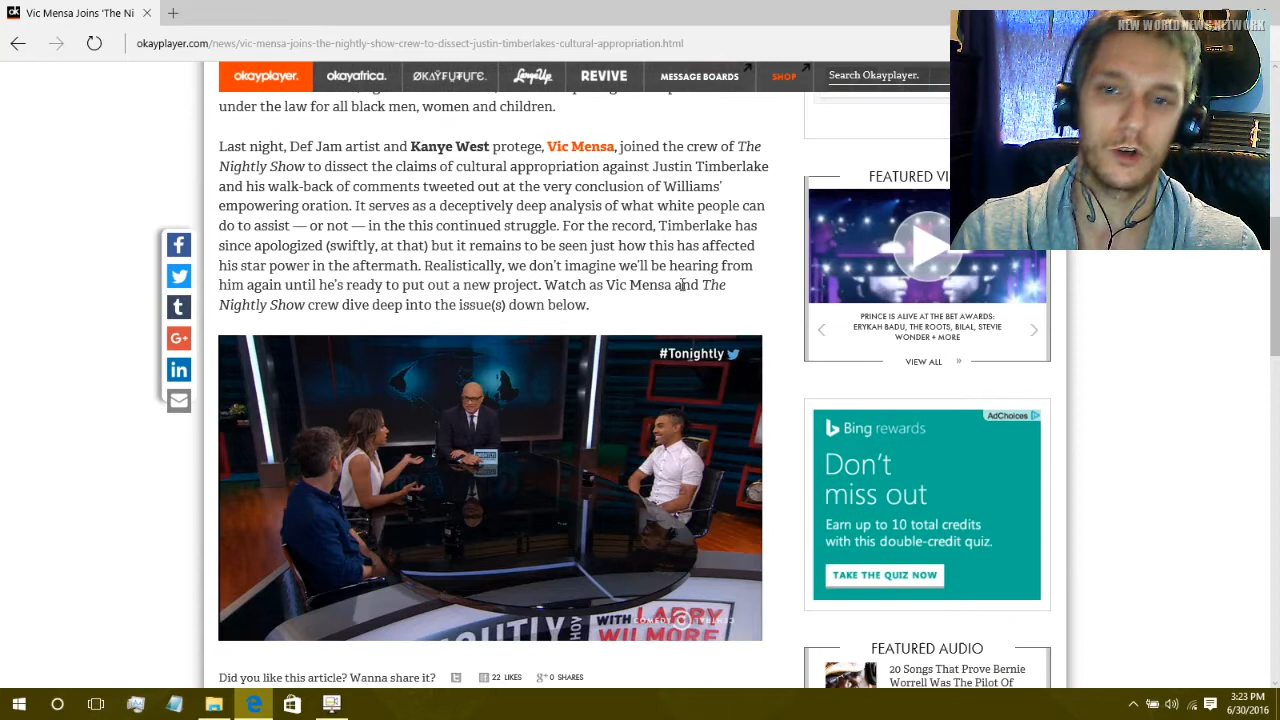 ok Vic Mensa Joins 'The Ni
NEW WORLD NEWS NETWORK
okayplayer.com/news/vic-mensa-joins-the-nightly-show-crew-to-dissect-justin-timberlakes-cultural-appropriation.html
okayplayer. okayafrica. ØKAYFUTURE. LargeUp REVIVE MESSAGE BOARDS SHOP Search Okayplayer.
under the law for all black men, women and children.
Last night, Def Jam artist and Kanye West protege, Vic Mensa, joined the crew of The
Nightly Show to dissect the claims of cultural appropriation against Justin Timberlake
and his walk-back of comments tweeted out at the very conclusion of Williams'
empowering oration. It serves as a deceptively deep analysis of what white people can
do to assist — or not — in the this continued struggle. For the record, Timberlake has
since apologized (swiftly, at that) but it remains to be seen just how this has affected
his star power in the aftermath. Realistically, we don't imagine we'll be hearing from
him again until he's ready to put out a new project. Watch as Vic Mensa and The
Nightly Show crew dive deep into the issue(s) down below.
#Tonightly
WITH LARRY
WILMORE
COMEDY CENTRAL
Did you like this article? Wanna share it? 22 LIKES 0 SHARES
FEATURED VI
PRINCE IS ALIVE AT THE BET AWARDS:
ERYKAH BADU, THE ROOTS, BILAL, STEVIE
WONDER + MORE
VIEW ALL »
AdChoices
Bing rewards
Don't
miss out
Earn up to 10 total credits
with this double-credit quiz.
TAKE THE QUIZ NOW
FEATURED AUDIO
20 Songs That Prove Bernie
Worrell Was The Pilot Of
3:23 PM
6/30/2016